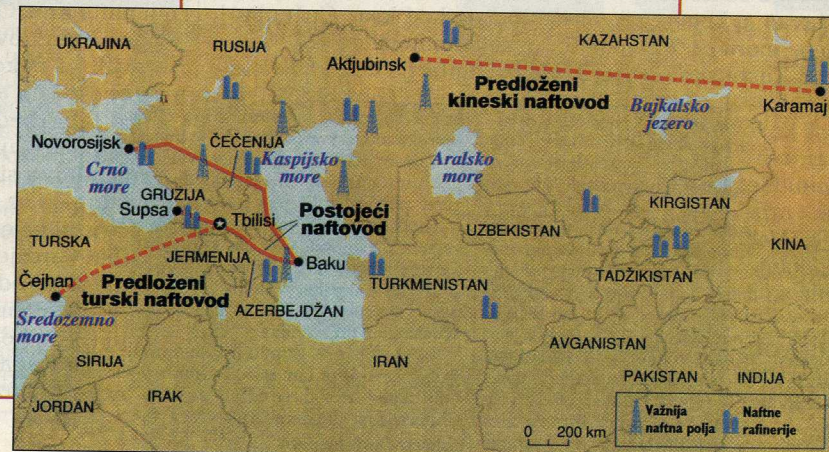 UKRAJINA
RUSIJA
KAZAHSTAN
Aktjubinsk
Predloženi
kineski naftovod
Bajkalsko
jezero
Karamaj
Novorosijsk
ČEČENIJA
Crno
more
Kaspijsko
more
Aralsko
more
GRUZIJA
Supsa
Tbilisi
Postojeći
naftovod
UZBEKISTAN
KIRGISTAN
KINA
TURSKA
JERMENIJA
Baku
Čejhan
Predloženi
turski naftovod
AZERBEJDŽAN
TURKMENISTAN
TADŽIKISTAN
Sredozemno
more
SIRIJA
IRAN
AVGANISTAN
PAKISTAN
INDIJA
JORDAN
IRAK
0 200 km
Važnija
naftna polja
Naftne
rafinerije